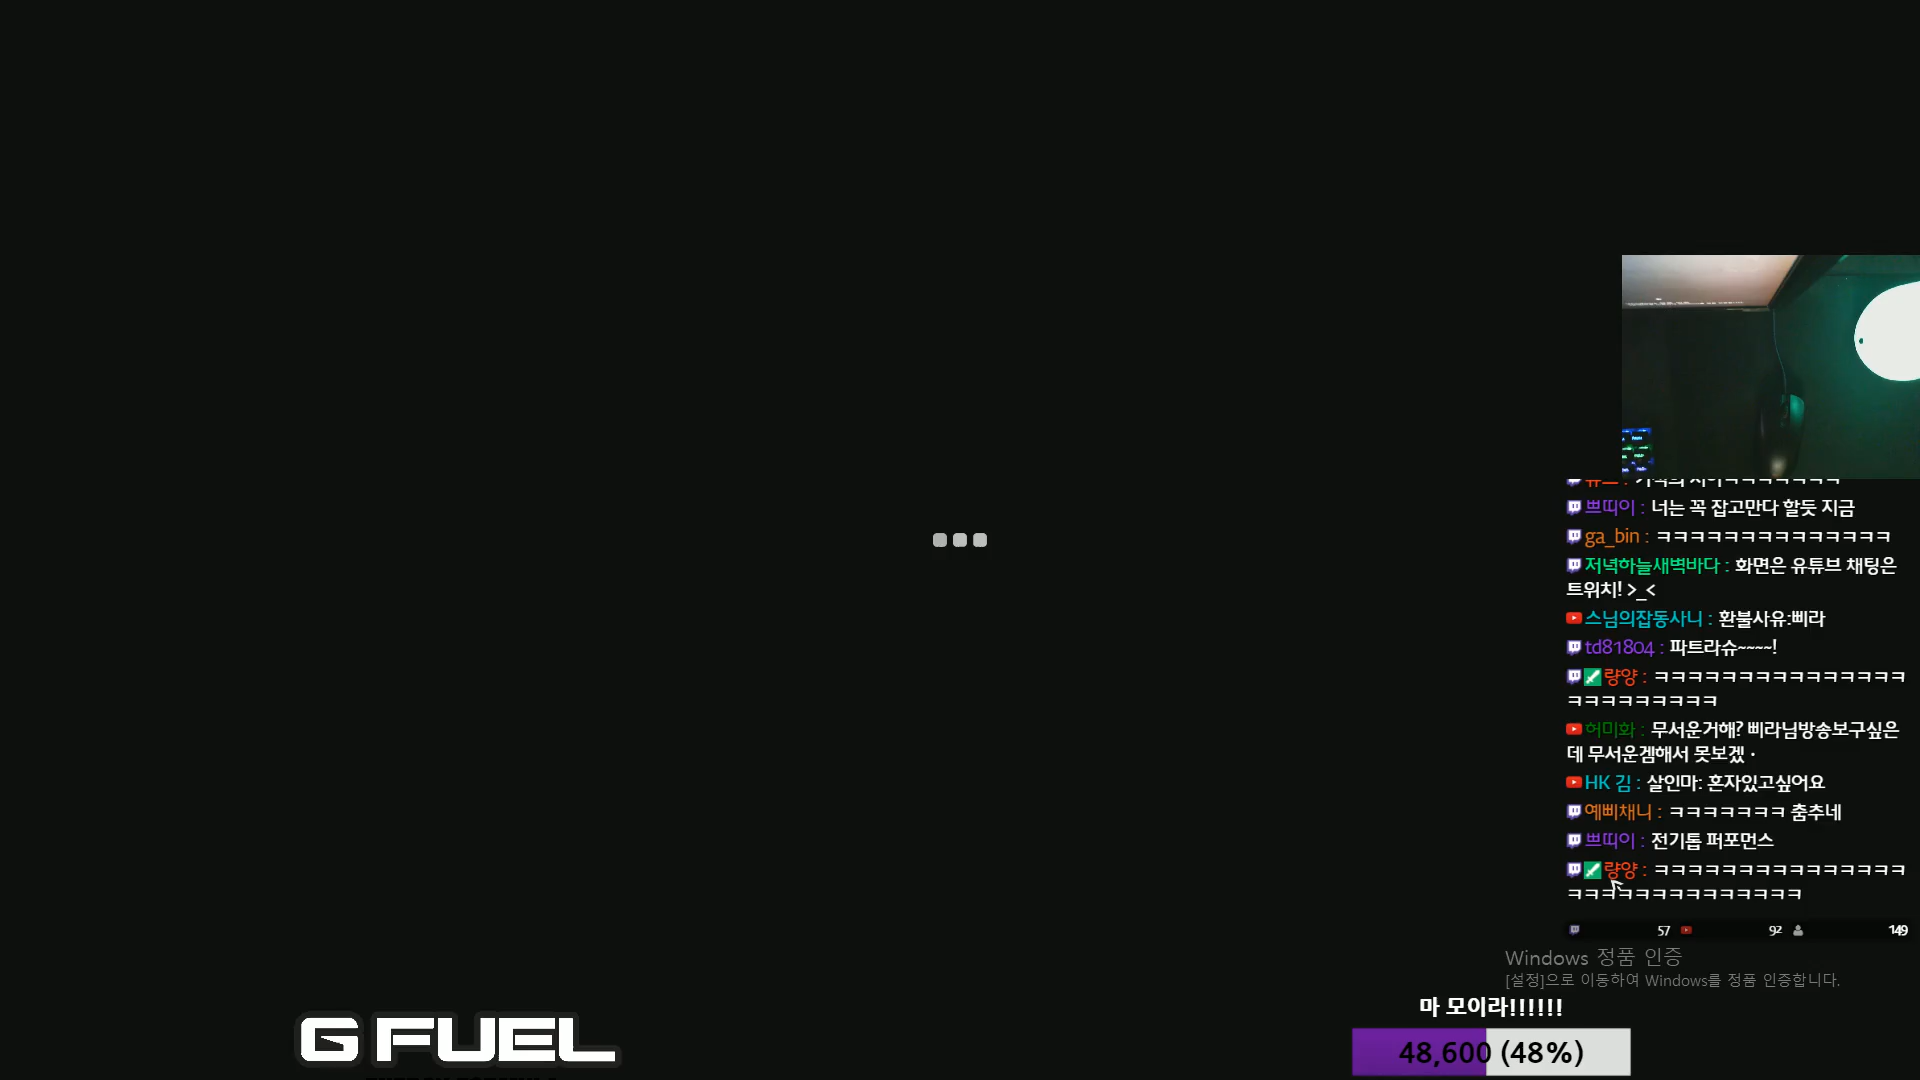 쁘띠이 : 너는 꼭 잡고만다 할듯 지금
ga_bin : ㅋㅋㅋㅋㅋㅋㅋㅋㅋㅋㅋㅋㅋㅋ
저녁하늘새벽바다 : 화면은 유튜브 채팅은
트위치! >_<
스님의잡동사니 : 환불사유:삐라
td81804 : 파트라슈~~~~!
량양 : ㅋㅋㅋㅋㅋㅋㅋㅋㅋㅋㅋㅋㅋㅋㅋ
ㅋㅋㅋㅋㅋㅋㅋㅋㅋ
허미화 : 무서운거해? 삐라님방송보구싶은
데 무서운겜해서 못보겠 ·
HK 김 : 살인마: 혼자있고싶어요
예삐채니 : ㅋㅋㅋㅋㅋㅋㅋ 춤추네
쁘띠이 : 전기톱 퍼포먼스
량양 : ㅋㅋㅋㅋㅋㅋㅋㅋㅋㅋㅋㅋㅋㅋㅋ
ㅋㅋㅋㅋㅋㅋㅋㅋㅋㅋㅋㅋㅋㅋ
57 92 149
Windows 정품 인증
[설정]으로 이동하여 Windows를 정품 인증합니다.
마 모이라!!!!!!
48,600 (48%)
G FUEL